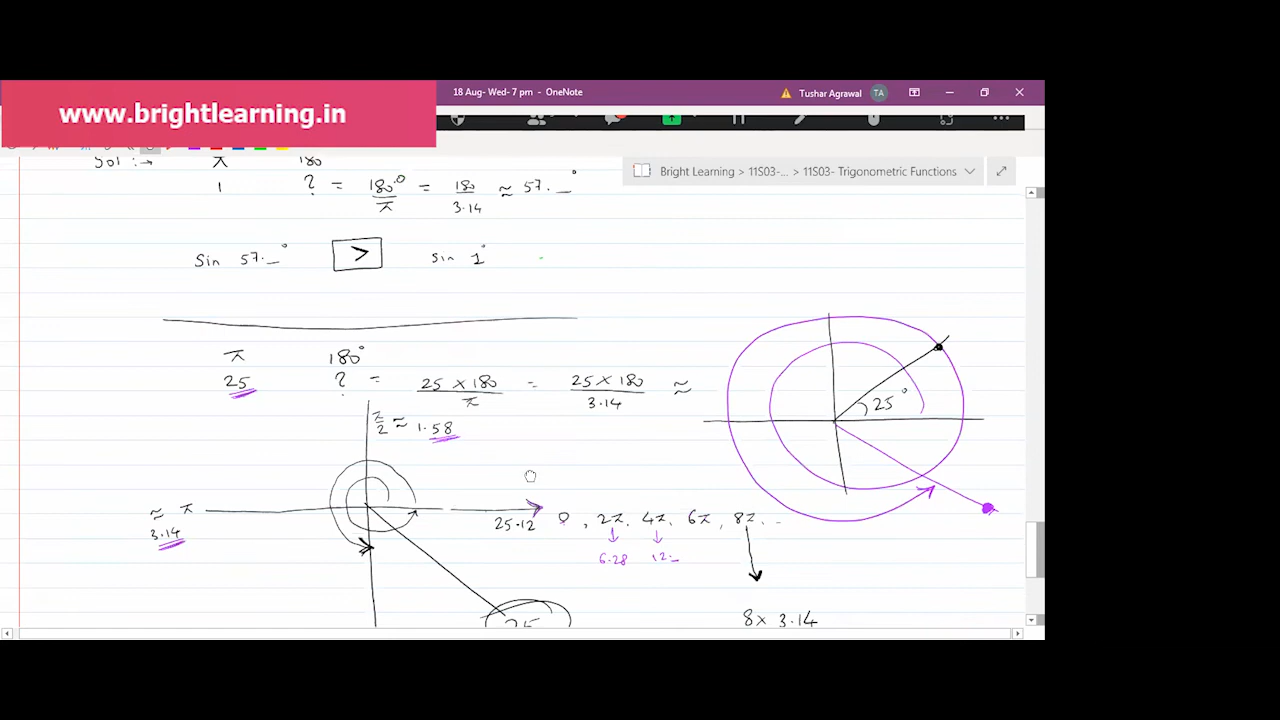 18 Aug- Wed- 7 pm - OneNote
Tushar Agrawal TA
www.brightlearning.in
Bright Learning > 11S03-... > 11S03- Trigonometric Functions
Sol :→ π 180
1 ? = 180° / π = 180 / 3.14 ≈ 57._°
Sin 57._° > sin 1°
π 180°
25 ? = 25 × 180 / π = 25 × 180 / 3.14 ≈
π/2 ≈ 1.58
25°
≈ π
3.14
25.12
0, 2π, 4π, 6π, 8π, ..
6.28 12._
8 × 3.14
25